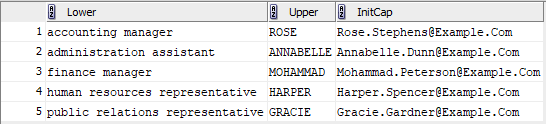 Lower Upper InitCap
1 accounting manager ROSE Rose.Stephens@Example.Com
2 administration assistant ANNABELLE Annabelle.Dunn@Example.Com
3 finance manager MOHAMMAD Mohammad.Peterson@Example.Com
4 human resources representative HARPER Harper.Spencer@Example.Com
5 public relations representative GRACIE Gracie.Gardner@Example.Com